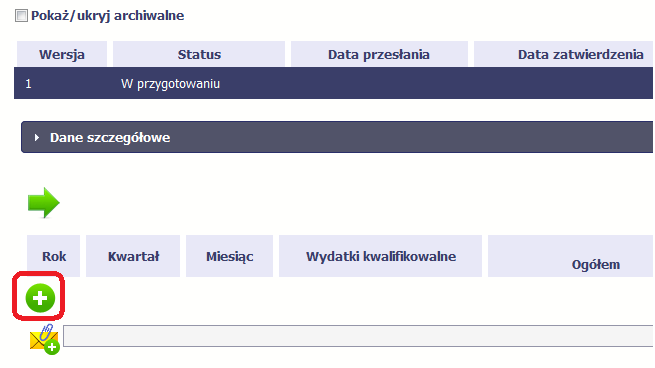 Pokaż/ukryj archiwalne
Wersja Status Data przesłania Data zatwierdzenia
1 W przygotowaniu
Dane szczegółowe
Rok Kwartał Miesiąc Wydatki kwalifikowalne Ogółem